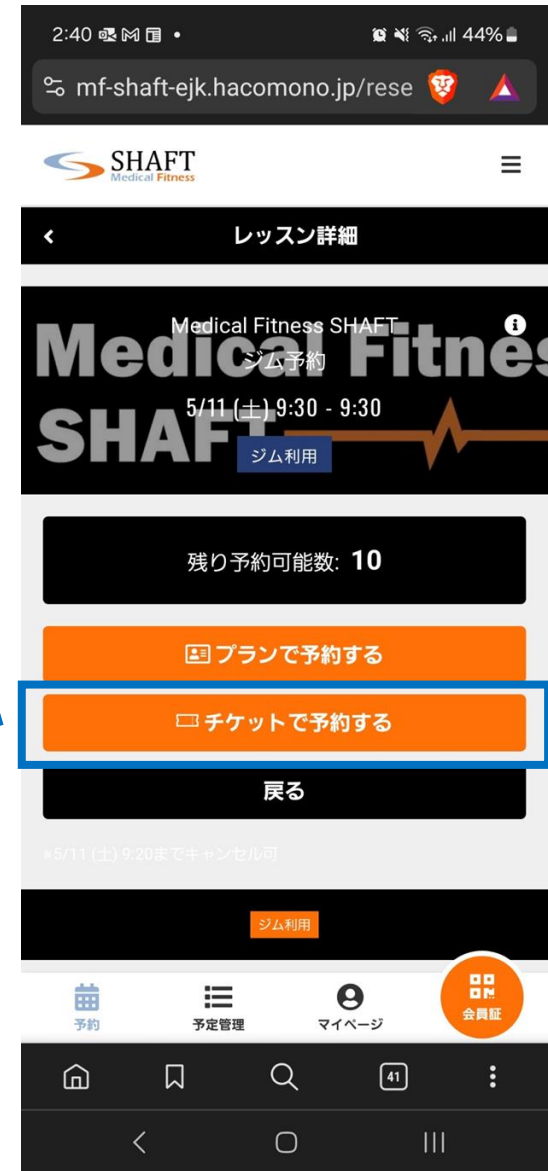 2:40
44%
mf-shaft-ejk.hacomono.jp/rese
SHAFT
Medical Fitness
レッスン詳細
Medical Fitness SHAFT
ジム予約
5/11 (土) 9:30 - 9:30
ジム利用
Medical Fitnes
SHAFT
残り予約可能数: 10
プランで予約する
チケットで予約する
戻る
※5/11 (土) 9:20までキャンセル可
ジム利用
予約
予定管理
マイページ
会員証
41